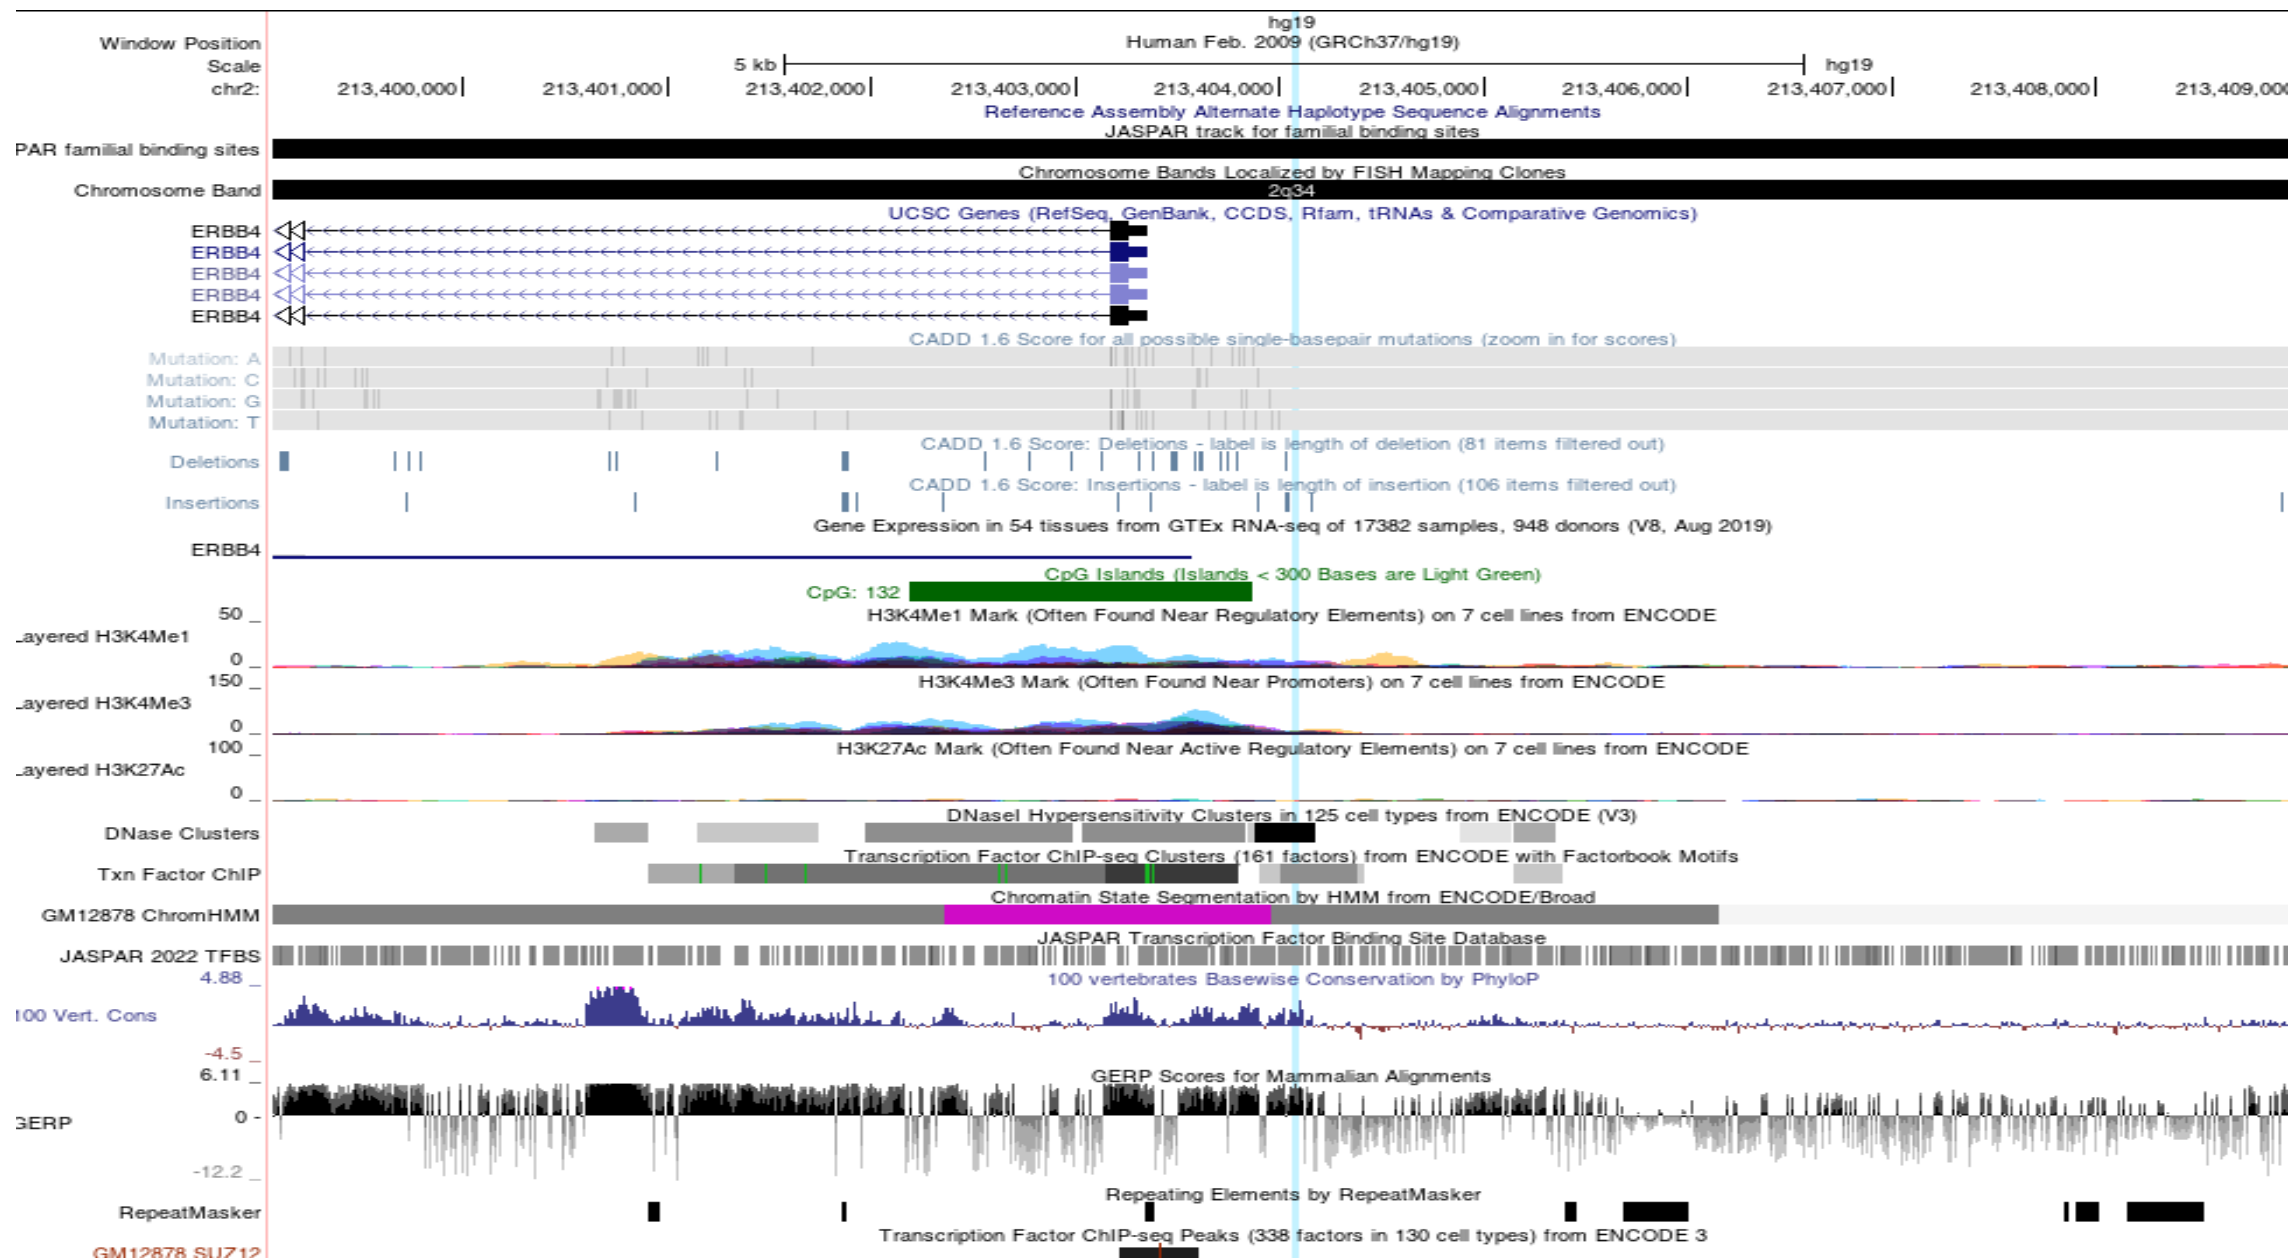 hg19
Window Position Human Feb. 2009 (GRCh37/hg19)
Scale 5 kb hg19
chr2: 213,400,000 213,401,000 213,402,000 213,403,000 213,404,000 213,405,000 213,406,000 213,407,000 213,408,000 213,409,000
Reference Assembly Alternate Haplotype Sequence Alignments
JASPAR track for familial binding sites
PAR familial binding sites
Chromosome Bands Localized by FISH Mapping Clones
Chromosome Band 2q34
UCSC Genes (RefSeq, GenBank, CCDS, Rfam, tRNAs & Comparative Genomics)
ERBB4
ERBB4
ERBB4
ERBB4
ERBB4
CADD 1.6 Score for all possible single-basepair mutations (zoom in for scores)
Mutation: A
Mutation: C
Mutation: G
Mutation: T
CADD 1.6 Score: Deletions - label is length of deletion (81 items filtered out)
Deletions
CADD 1.6 Score: Insertions - label is length of insertion (106 items filtered out)
Insertions
Gene Expression in 54 tissues from GTEx RNA-seq of 17382 samples, 948 donors (V8, Aug 2019)
ERBB4
CpG Islands (Islands < 300 Bases are Light Green)
CpG: 132
H3K4Me1 Mark (Often Found Near Regulatory Elements) on 7 cell lines from ENCODE
50
Layered H3K4Me1
0
H3K4Me3 Mark (Often Found Near Promoters) on 7 cell lines from ENCODE
150
Layered H3K4Me3
0
H3K27Ac Mark (Often Found Near Active Regulatory Elements) on 7 cell lines from ENCODE
100
Layered H3K27Ac
0
DNaseI Hypersensitivity Clusters in 125 cell types from ENCODE (V3)
DNase Clusters
Transcription Factor ChIP-seq Clusters (161 factors) from ENCODE with Factorbook Motifs
Txn Factor ChIP
Chromatin State Segmentation by HMM from ENCODE/Broad
GM12878 ChromHMM
JASPAR Transcription Factor Binding Site Database
JASPAR 2022 TFBS
100 vertebrates Basewise Conservation by PhyloP
4.88
100 Vert. Cons
-4.5
GERP Scores for Mammalian Alignments
6.11
0
GERP
-12.2
Repeating Elements by RepeatMasker
RepeatMasker
Transcription Factor ChIP-seq Peaks (338 factors in 130 cell types) from ENCODE 3
GM12878 SUZ12